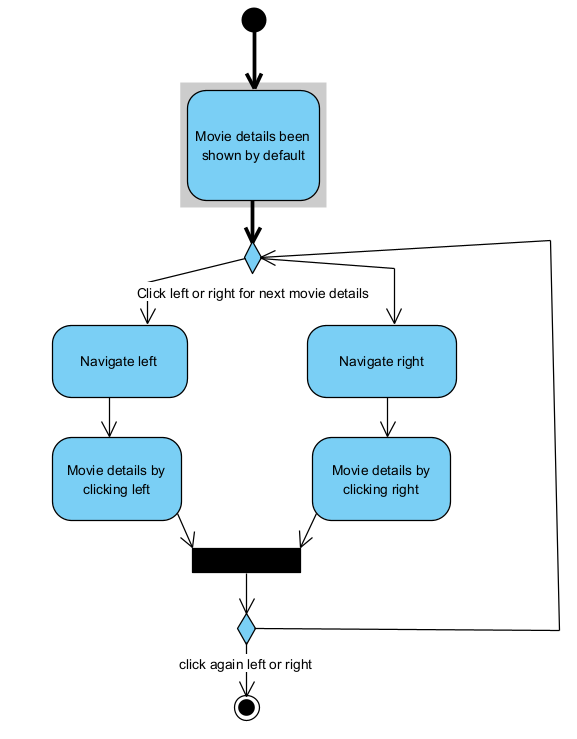 Movie details been
shown by default
Click left or right for next movie details
Navigate left
Navigate right
Movie details by
clicking left
Movie details by
clicking right
click again left or right